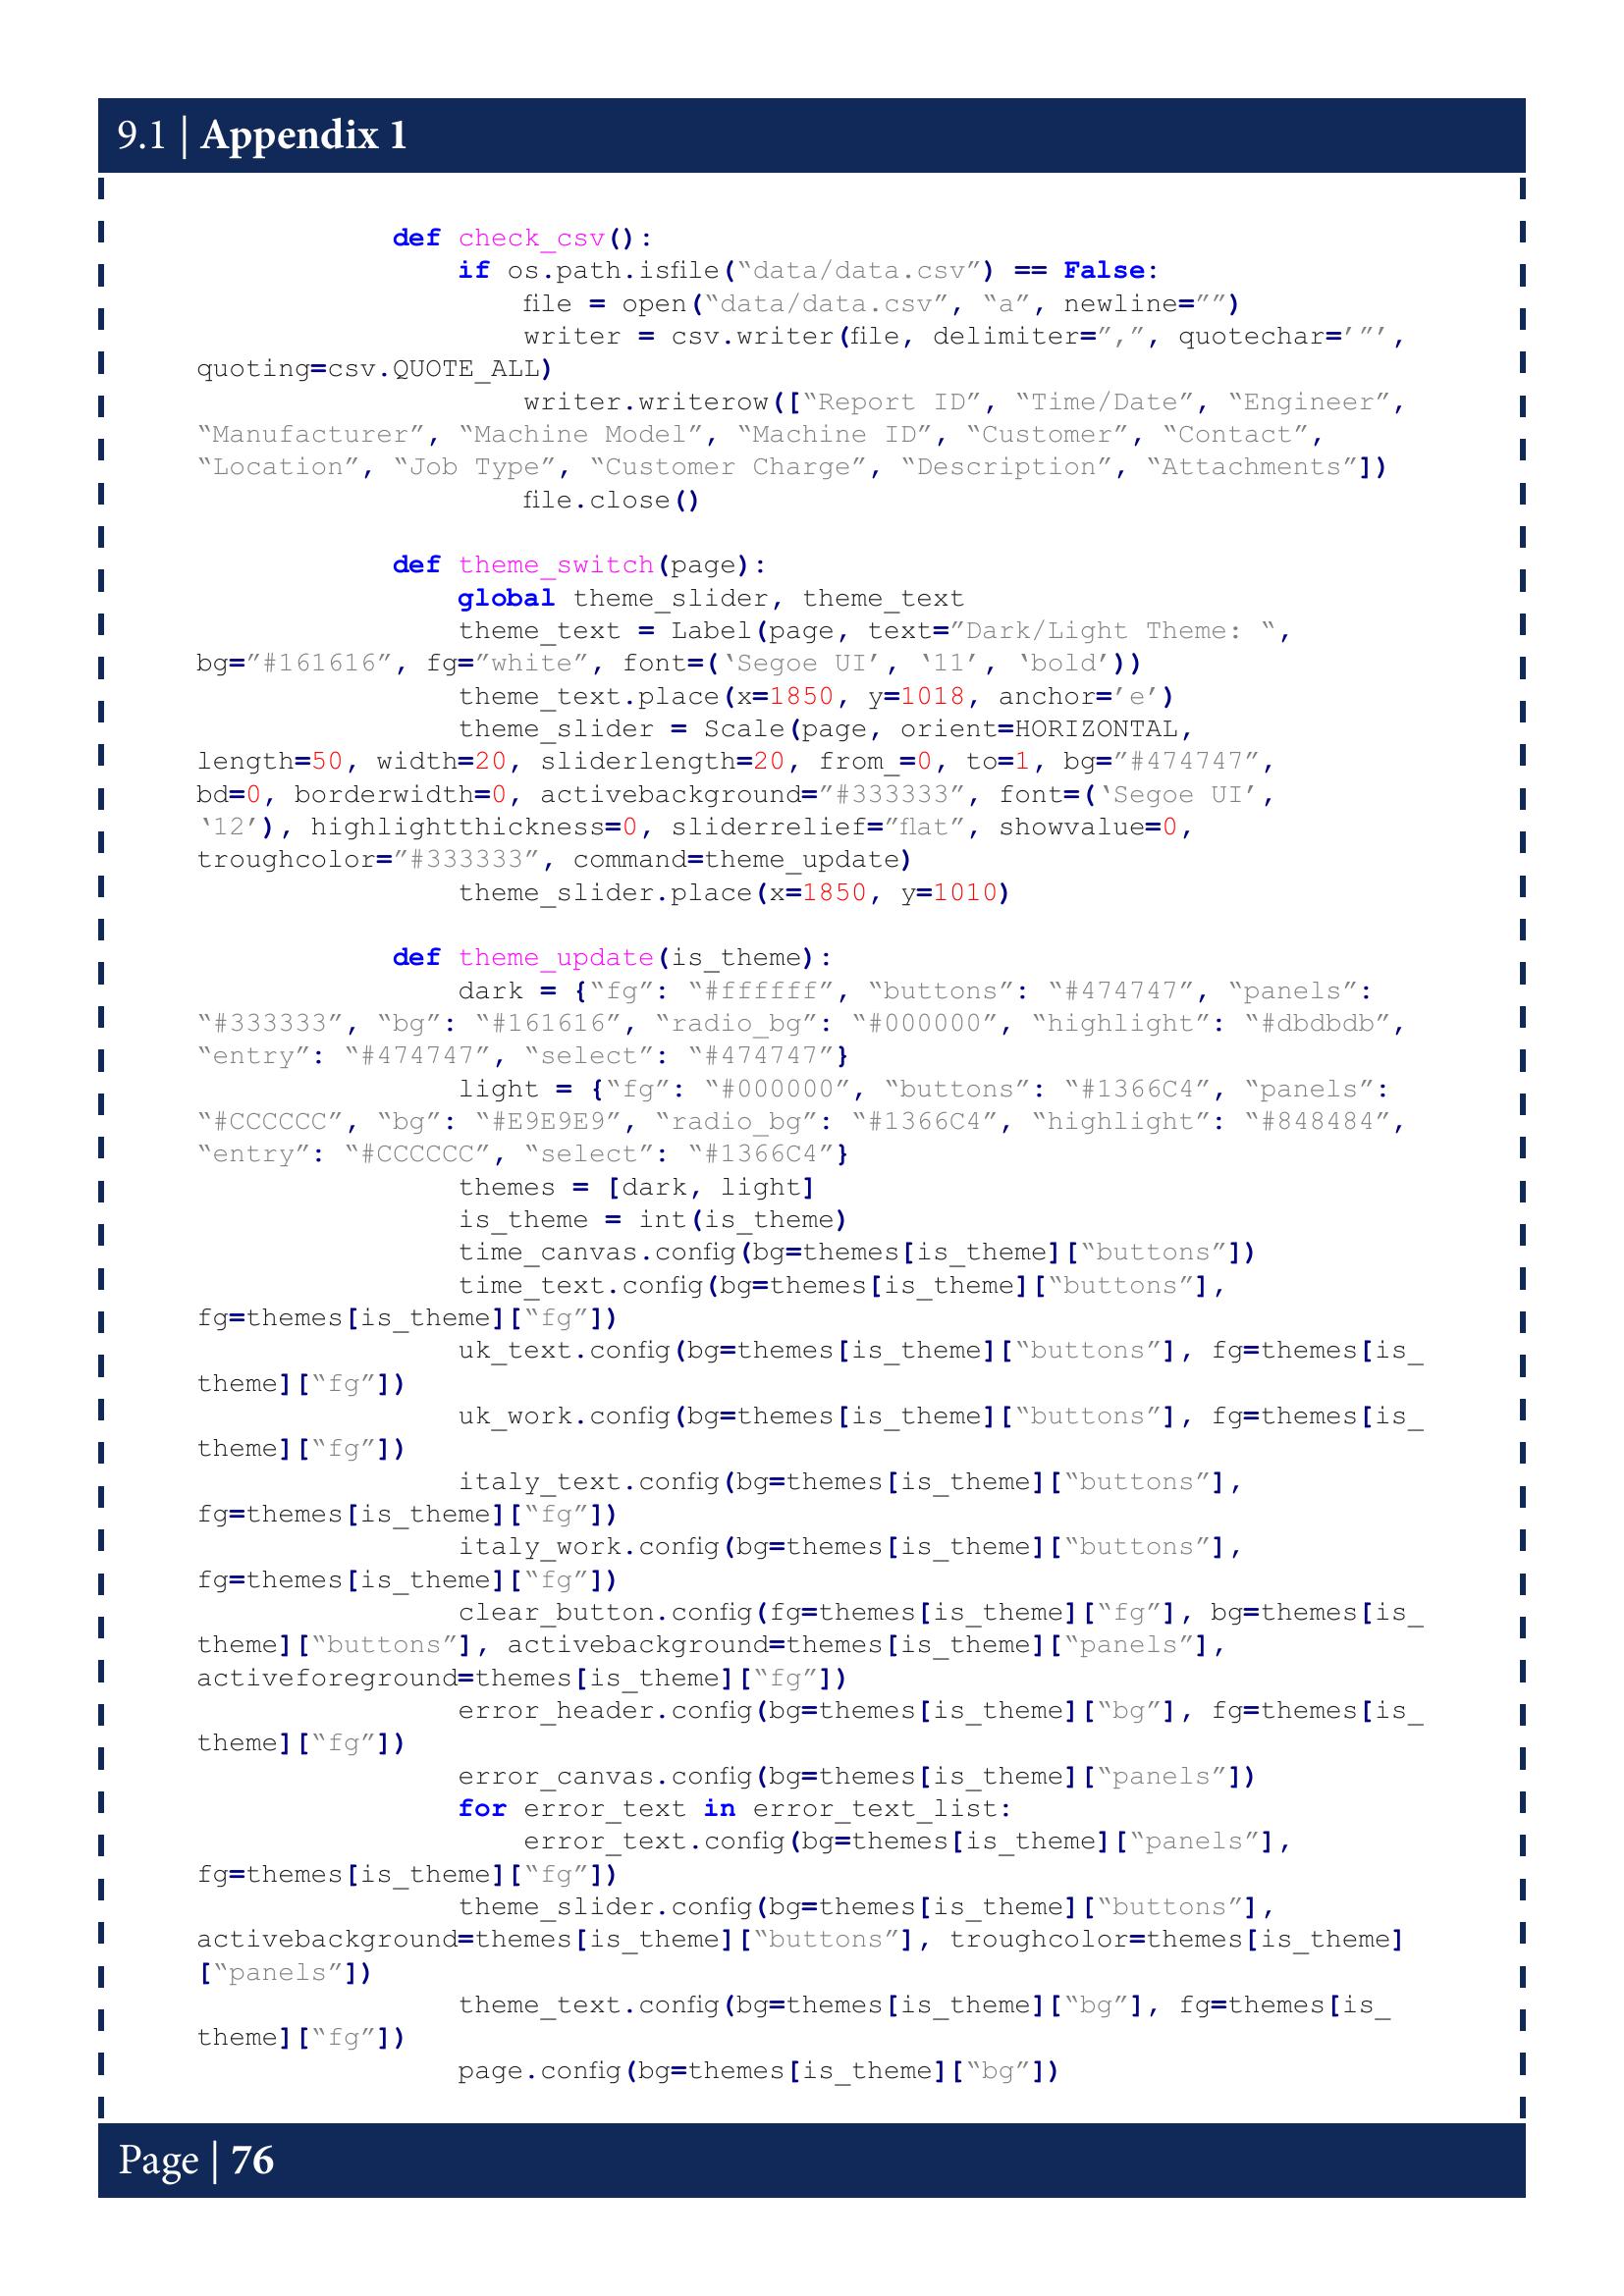 9.1 | Appendix 1
def check_csv():
if os.path.isfile(“data/data.csv”) == False:
file = open(“data/data.csv”, “a”, newline=””)
writer = csv.writer(file, delimiter=”,”, quotechar=’”’,
quoting=csv.QUOTE_ALL)
writer.writerow([“Report ID”, “Time/Date”, “Engineer”,
“Manufacturer”, “Machine Model”, “Machine ID”, “Customer”, “Contact”,
“Location”, “Job Type”, “Customer Charge”, “Description”, “Attachments”])
file.close()
def theme_switch(page):
global theme_slider, theme_text
theme_text = Label(page, text=”Dark/Light Theme: “,
bg=”#161616”, fg=”white”, font=(‘Segoe UI’, ‘11’, ‘bold’))
theme_text.place(x=1850, y=1018, anchor=’e’)
theme_slider = Scale(page, orient=HORIZONTAL,
length=50, width=20, sliderlength=20, from_=0, to=1, bg=”#474747”,
bd=0, borderwidth=0, activebackground=”#333333”, font=(‘Segoe UI’,
‘12’), highlightthickness=0, sliderrelief=”flat”, showvalue=0,
troughcolor=”#333333”, command=theme_update)
theme_slider.place(x=1850, y=1010)
def theme_update(is_theme):
dark = {“fg”: “#ffffff”, “buttons”: “#474747”, “panels”:
“#333333”, “bg”: “#161616”, “radio_bg”: “#000000”, “highlight”: “#dbdbdb”,
“entry”: “#474747”, “select”: “#474747”}
light = {“fg”: “#000000”, “buttons”: “#1366C4”, “panels”:
“#CCCCCC”, “bg”: “#E9E9E9”, “radio_bg”: “#1366C4”, “highlight”: “#848484”,
“entry”: “#CCCCCC”, “select”: “#1366C4”}
themes = [dark, light]
is_theme = int(is_theme)
time_canvas.config(bg=themes[is_theme][“buttons”])
time_text.config(bg=themes[is_theme][“buttons”],
fg=themes[is_theme][“fg”])
uk_text.config(bg=themes[is_theme][“buttons”], fg=themes[is_
theme][“fg”])
uk_work.config(bg=themes[is_theme][“buttons”], fg=themes[is_
theme][“fg”])
italy_text.config(bg=themes[is_theme][“buttons”],
fg=themes[is_theme][“fg”])
italy_work.config(bg=themes[is_theme][“buttons”],
fg=themes[is_theme][“fg”])
clear_button.config(fg=themes[is_theme][“fg”], bg=themes[is_
theme][“buttons”], activebackground=themes[is_theme][“panels”],
activeforeground=themes[is_theme][“fg”])
error_header.config(bg=themes[is_theme][“bg”], fg=themes[is_
theme][“fg”])
error_canvas.config(bg=themes[is_theme][“panels”])
for error_text in error_text_list:
error_text.config(bg=themes[is_theme][“panels”],
fg=themes[is_theme][“fg”])
theme_slider.config(bg=themes[is_theme][“buttons”],
activebackground=themes[is_theme][“buttons”], troughcolor=themes[is_theme]
[“panels”])
theme_text.config(bg=themes[is_theme][“bg”], fg=themes[is_
theme][“fg”])
page.config(bg=themes[is_theme][“bg”])
Page | 76